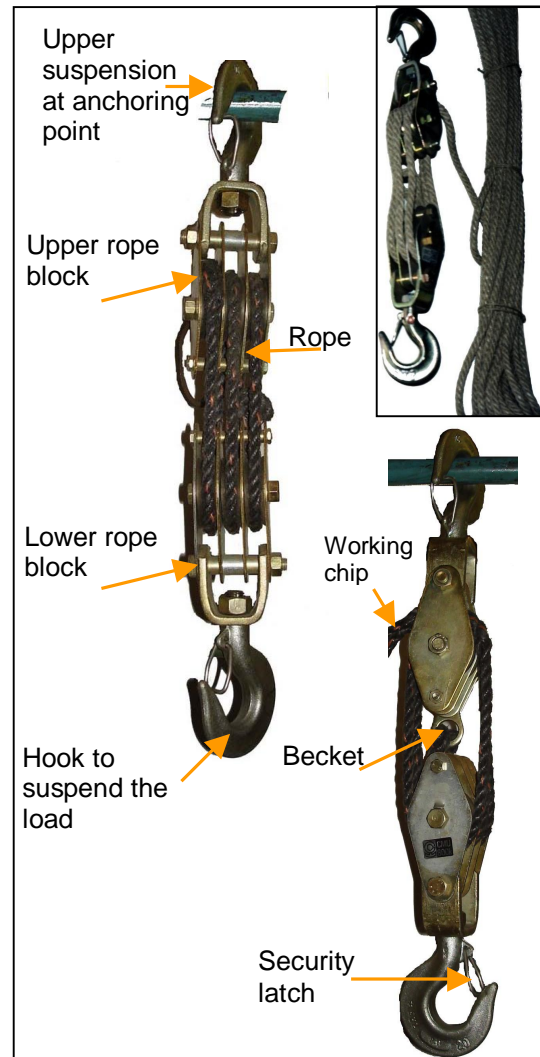 Upper
suspension
at anchoring
point
Upper rope
block
Rope
Lower rope
block
Working
chip
Hook to
suspend the
load
Becket
Security
latch